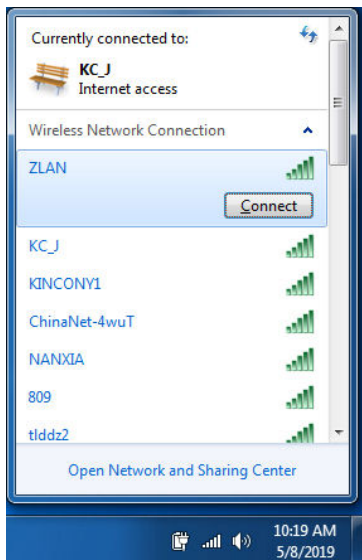 Currently connected to:
KC_J
Internet access
Wireless Network Connection
ZLAN
Connect
KC_J
KINCONY1
ChinaNet-4wuT
NANXIA
809
tlddz2
Open Network and Sharing Center
10:19 AM
5/8/2019